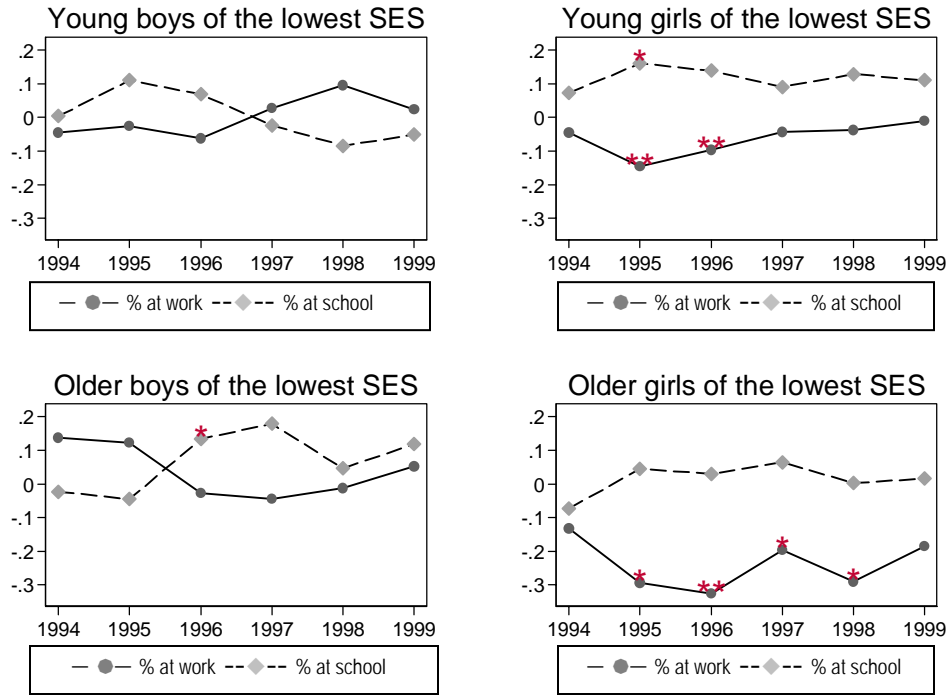 Young boys of the lowest SES
.2
.1
0
-.1
-.2
-.3
1994 1995 1996 1997 1998 1999
% at work % at school
Young girls of the lowest SES
.2
.1
0
-.1
-.2
-.3
*
** **
1994 1995 1996 1997 1998 1999
% at work % at school
Older boys of the lowest SES
.2
.1
0
-.1
-.2
-.3
*
1994 1995 1996 1997 1998 1999
% at work % at school
Older girls of the lowest SES
.2
.1
0
-.1
-.2
-.3
* ** * *
1994 1995 1996 1997 1998 1999
% at work % at school